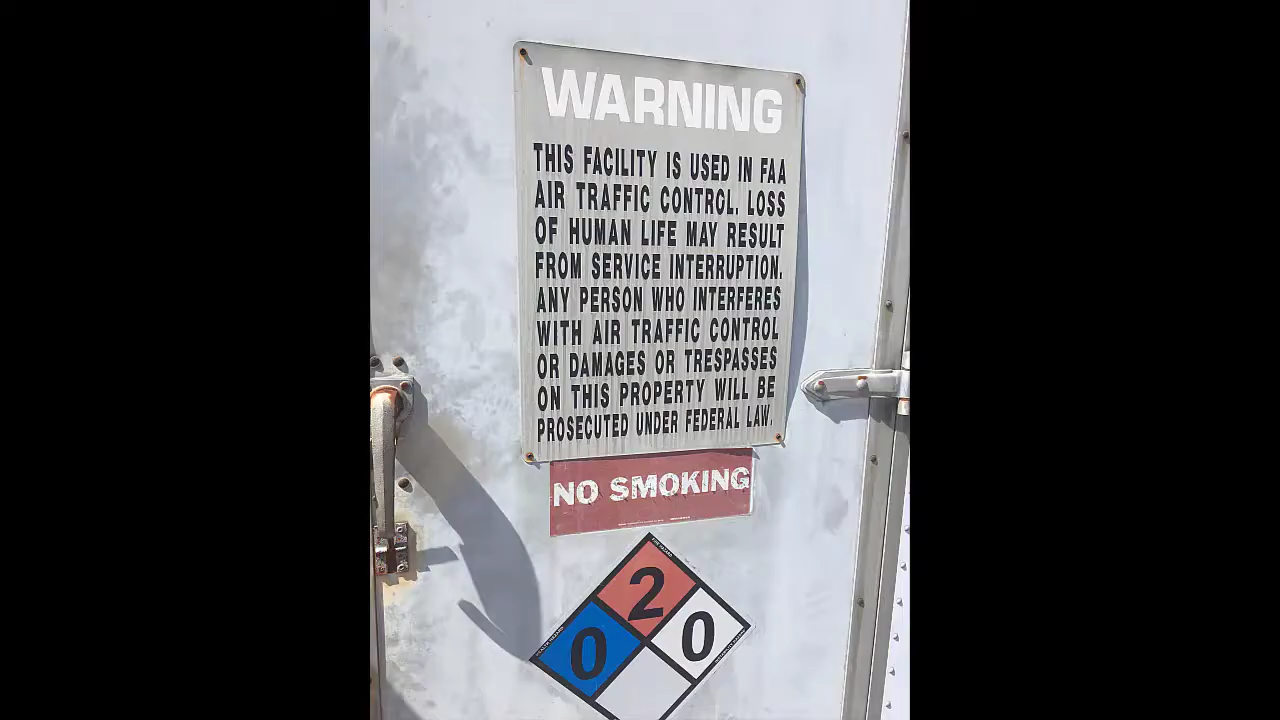 WARNING
THIS FACILITY IS USED IN FAA
AIR TRAFFIC CONTROL. LOSS
OF HUMAN LIFE MAY RESULT
FROM SERVICE INTERRUPTION.
ANY PERSON WHO INTERFERES
WITH AIR TRAFFIC CONTROL
OR DAMAGES OR TRESPASSES
ON THIS PROPERTY WILL BE
PROSECUTED UNDER FEDERAL LAW.
NO SMOKING
2
0 0